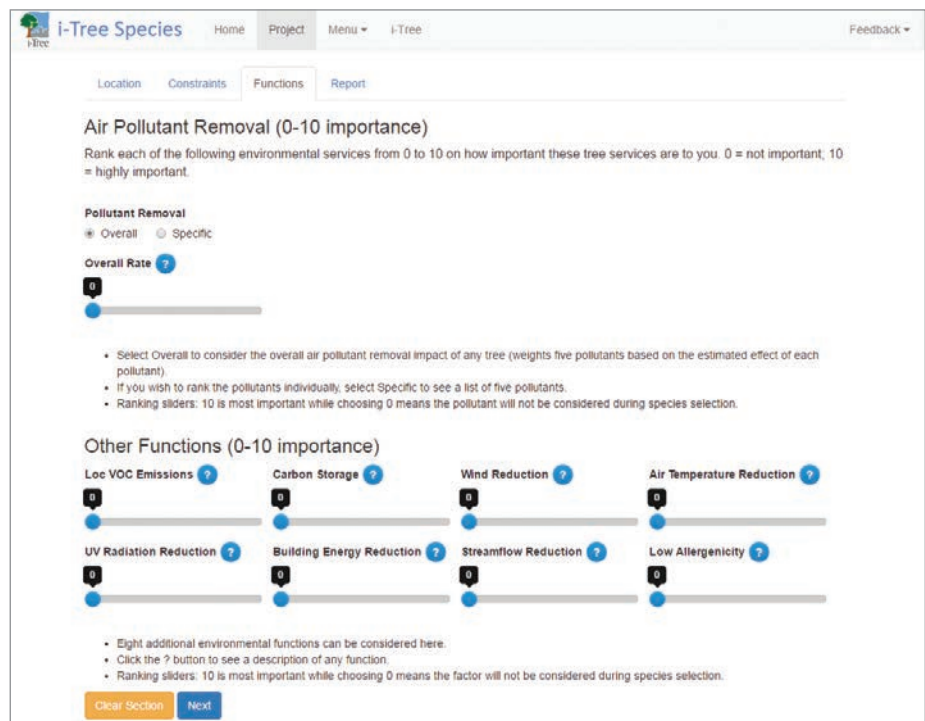 i-Tree
i-Tree Species Home Project Menu i-Tree Feedback
Location Constraints Functions Report
Air Pollutant Removal (0-10 importance)
Rank each of the following environmental services from 0 to 10 on how important these tree services are to you. 0 = not important; 10
= highly important.
Pollutant Removal
Overall Specific
Overall Rate ?
0
• Select Overall to consider the overall air pollutant removal impact of any tree (weights five pollutants based on the estimated effect of each
pollutant).
• If you wish to rank the pollutants individually, select Specific to see a list of five pollutants.
• Ranking sliders: 10 is most important while choosing 0 means the pollutant will not be considered during species selection.
Other Functions (0-10 importance)
Loc VOC Emissions ? Carbon Storage ? Wind Reduction ? Air Temperature Reduction ?
0 0 0 0
UV Radiation Reduction ? Building Energy Reduction ? Streamflow Reduction ? Low Allergenicity ?
0 0 0 0
• Eight additional environmental functions can be considered here.
• Click the ? button to see a description of any function.
• Ranking sliders: 10 is most important while choosing 0 means the factor will not be considered during species selection.
Clear Section Next